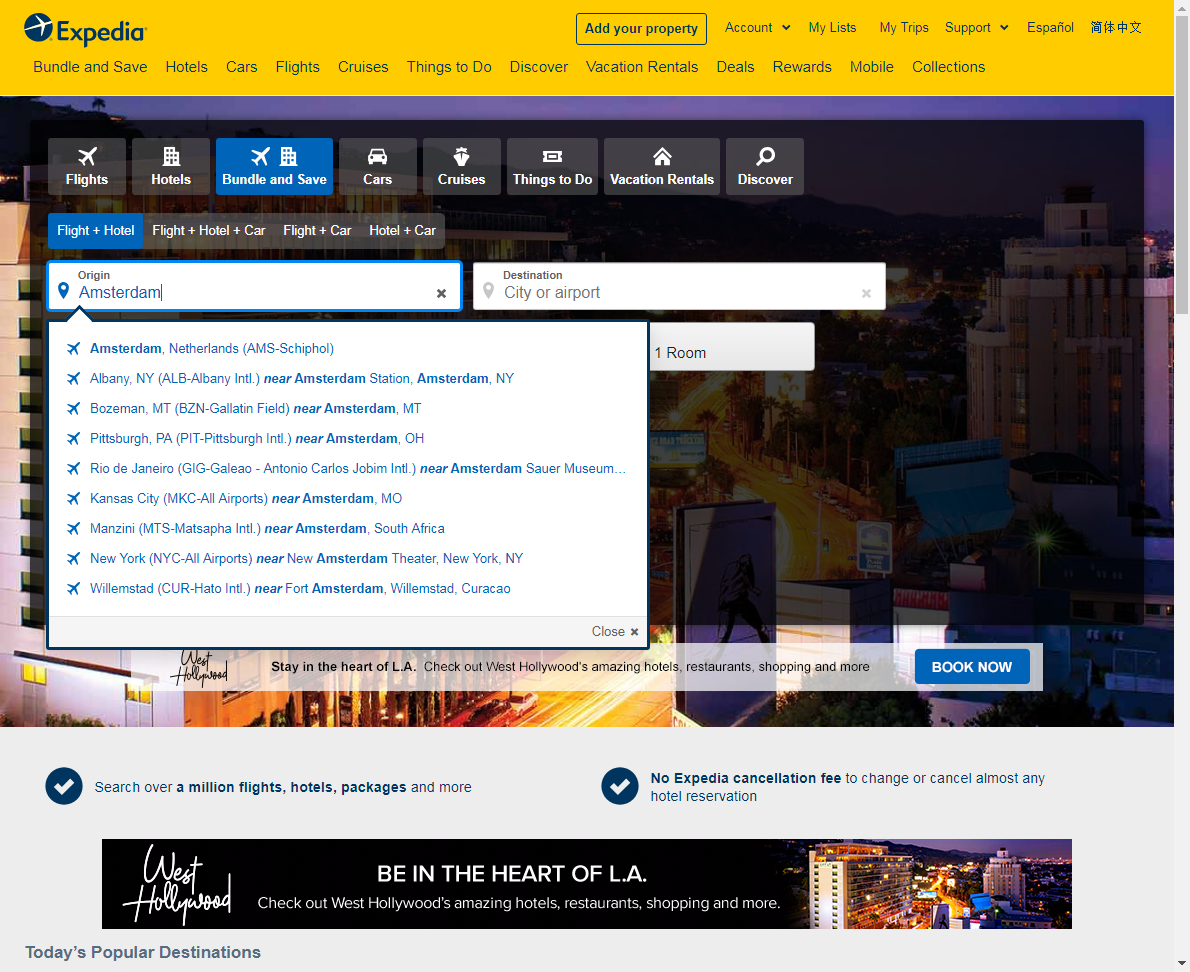 Expedia
Add your property
Account
My Lists
My Trips
Support
Español
简体中文
Bundle and Save
Hotels
Cars
Flights
Cruises
Things to Do
Discover
Vacation Rentals
Deals
Rewards
Mobile
Collections
Flights
Hotels
Bundle and Save
Cars
Cruises
Things to Do
Vacation Rentals
Discover
Flight + Hotel
Flight + Hotel + Car
Flight + Car
Hotel + Car
Origin
Amsterdam
Destination
City or airport
1 Room
Amsterdam, Netherlands (AMS-Schiphol)
Albany, NY (ALB-Albany Intl.) near Amsterdam Station, Amsterdam, NY
Bozeman, MT (BZN-Gallatin Field) near Amsterdam, MT
Pittsburgh, PA (PIT-Pittsburgh Intl.) near Amsterdam, OH
Rio de Janeiro (GIG-Galeao - Antonio Carlos Jobim Intl.) near Amsterdam Sauer Museum...
Kansas City (MKC-All Airports) near Amsterdam, MO
Manzini (MTS-Matsapha Intl.) near Amsterdam, South Africa
New York (NYC-All Airports) near New Amsterdam Theater, New York, NY
Willemstad (CUR-Hato Intl.) near Fort Amsterdam, Willemstad, Curacao
Close
West Hollywood
Stay in the heart of L.A. Check out West Hollywood's amazing hotels, restaurants, shopping and more
BOOK NOW
Search over a million flights, hotels, packages and more
No Expedia cancellation fee to change or cancel almost any
hotel reservation
West
Hollywood
BE IN THE HEART OF L.A.
Check out West Hollywood's amazing hotels, restaurants, shopping and more.
Today's Popular Destinations